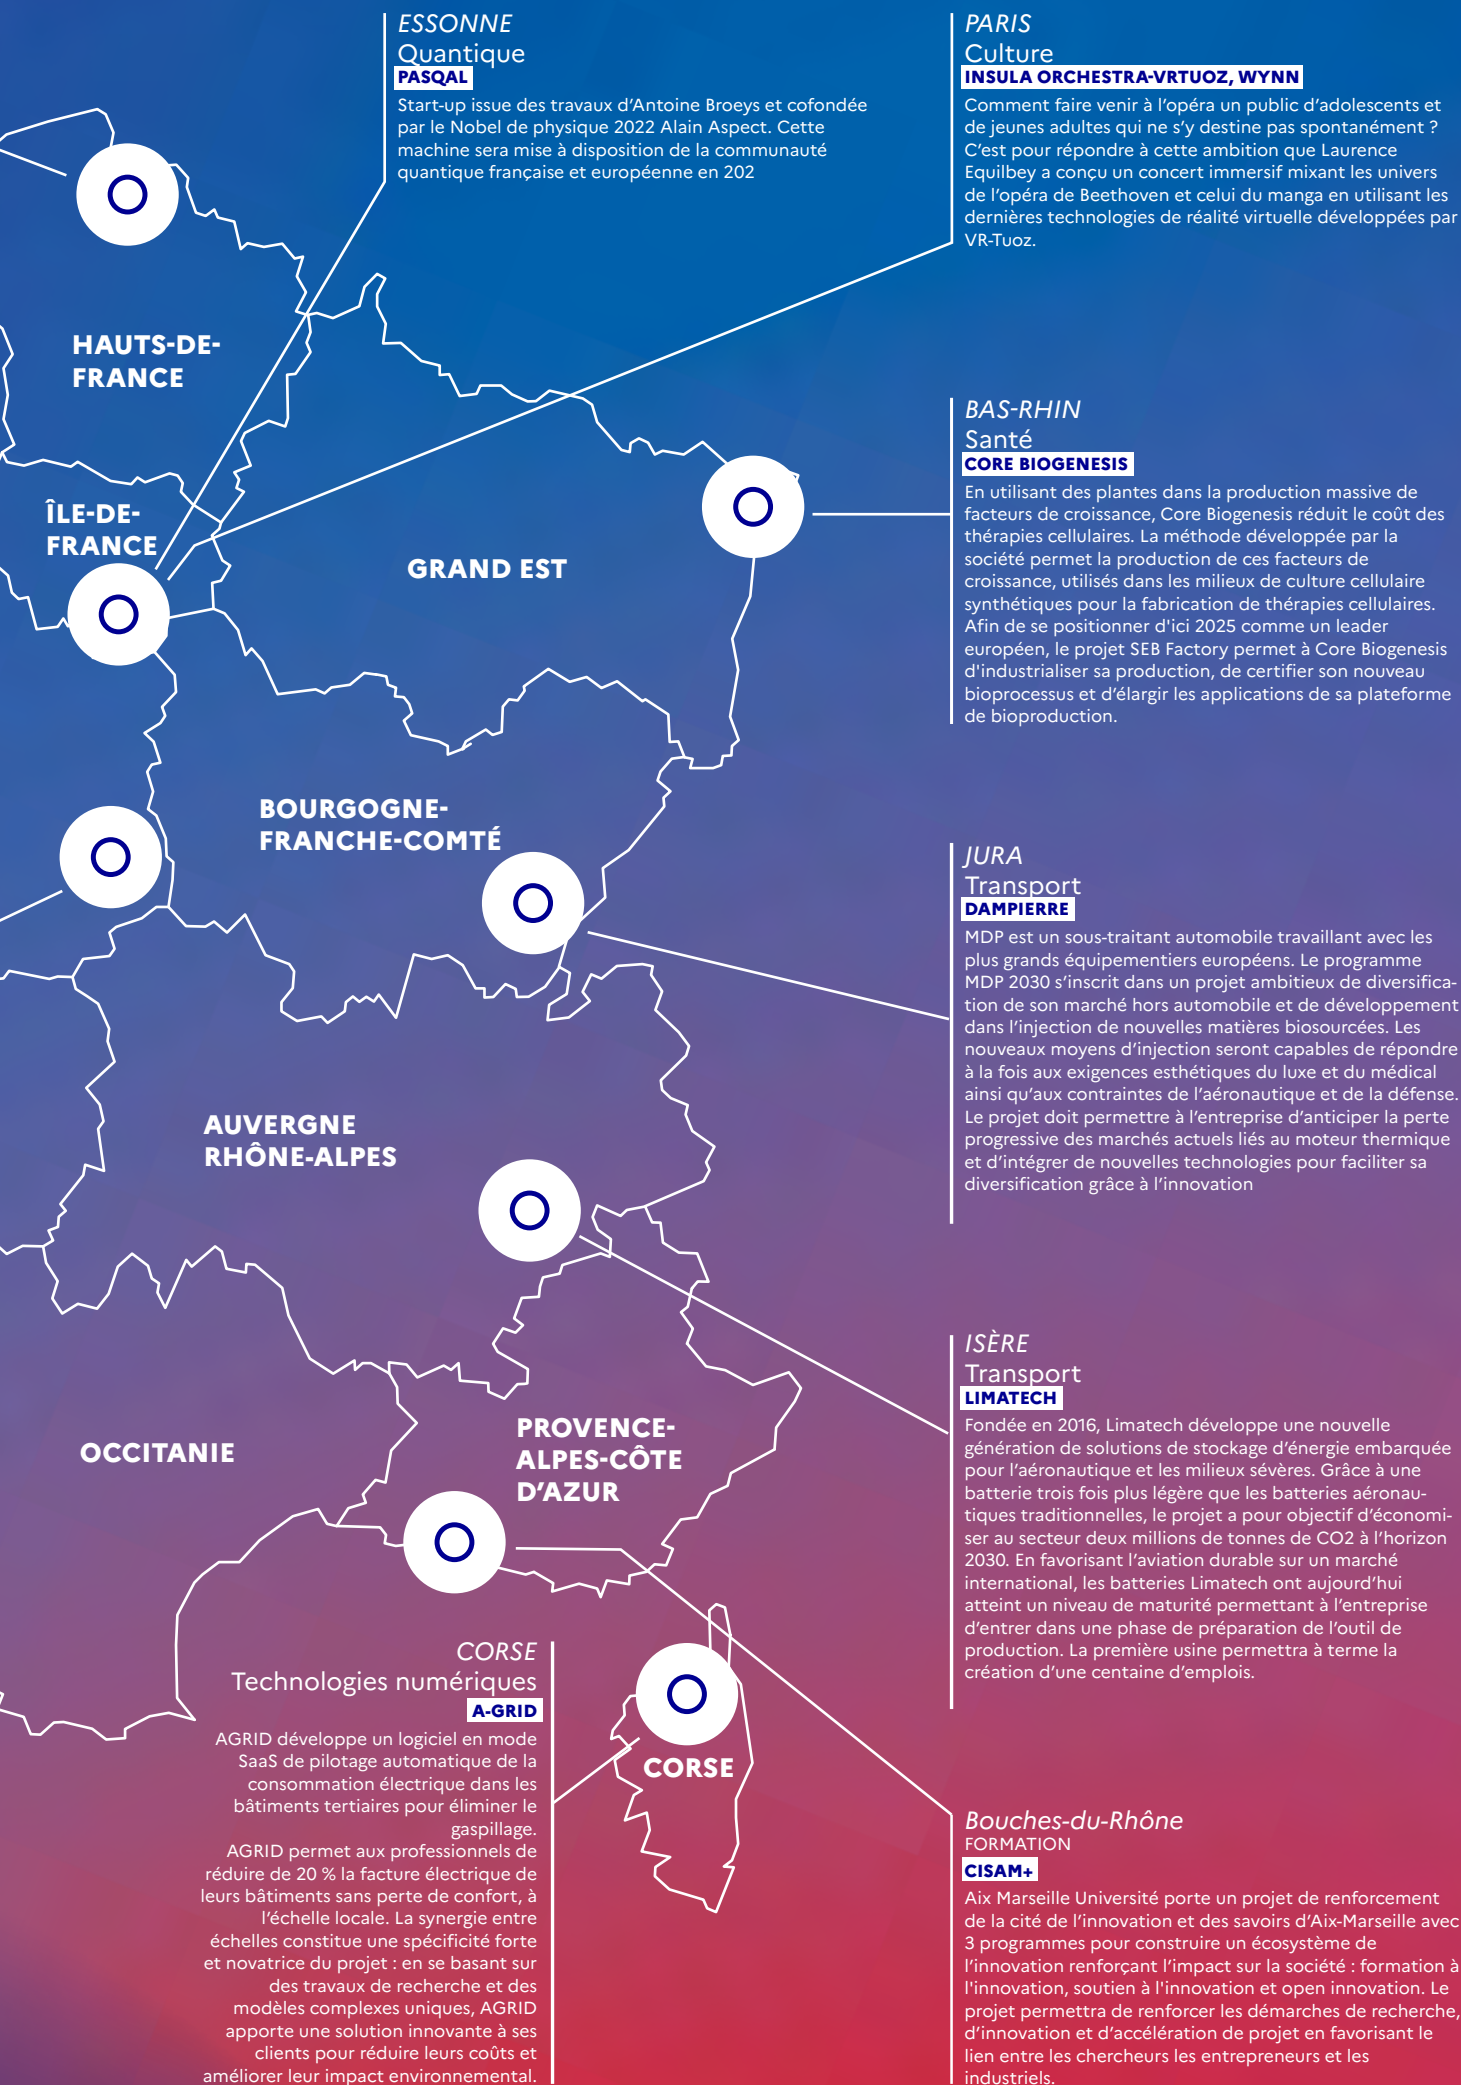 ESSONNE
Quantique
PASQAL
Start-up issue des travaux d’Antoine Broeys et cofondée
par le Nobel de physique 2022 Alain Aspect. Cette
machine sera mise à disposition de la communauté
quantique française et européenne en 202
PARIS
Culture
INSULA ORCHESTRA-VRTUOZ, WYNN
Comment faire venir à l’opéra un public d’adolescents et
de jeunes adultes qui ne s’y destine pas spontanément ?
C’est pour répondre à cette ambition que Laurence
Equilbey a conçu un concert immersif mixant les univers
de l’opéra de Beethoven et celui du manga en utilisant les
dernières technologies de réalité virtuelle développées par
VR-Tuoz.
HAUTS-DE-
FRANCE
ÎLE-DE-
FRANCE
GRAND EST
BAS-RHIN
Santé
CORE BIOGENESIS
En utilisant des plantes dans la production massive de
facteurs de croissance, Core Biogenesis réduit le coût des
thérapies cellulaires. La méthode développée par la
société permet la production de ces facteurs de
croissance, utilisés dans les milieux de culture cellulaire
synthétiques pour la fabrication de thérapies cellulaires.
Afin de se positionner d'ici 2025 comme un leader
européen, le projet SEB Factory permet à Core Biogenesis
d'industrialiser sa production, de certifier son nouveau
bioprocessus et d’élargir les applications de sa plateforme
de bioproduction.
BOURGOGNE-
FRANCHE-COMTÉ
JURA
Transport
DAMPIERRE
MDP est un sous-traitant automobile travaillant avec les
plus grands équipementiers européens. Le programme
MDP 2030 s’inscrit dans un projet ambitieux de diversifica-
tion de son marché hors automobile et de développement
dans l’injection de nouvelles matières biosourcées. Les
nouveaux moyens d’injection seront capables de répondre
à la fois aux exigences esthétiques du luxe et du médical
ainsi qu’aux contraintes de l’aéronautique et de la défense.
Le projet doit permettre à l’entreprise d’anticiper la perte
progressive des marchés actuels liés au moteur thermique
et d’intégrer de nouvelles technologies pour faciliter sa
diversification grâce à l’innovation
AUVERGNE
RHÔNE-ALPES
ISÈRE
Transport
LIMATECH
Fondée en 2016, Limatech développe une nouvelle
génération de solutions de stockage d’énergie embarquée
pour l’aéronautique et les milieux sévères. Grâce à une
batterie trois fois plus légère que les batteries aéronau-
tiques traditionnelles, le projet a pour objectif d’économi-
ser au secteur deux millions de tonnes de CO2 à l’horizon
2030. En favorisant l’aviation durable sur un marché
international, les batteries Limatech ont aujourd’hui
atteint un niveau de maturité permettant à l’entreprise
d’entrer dans une phase de préparation de l’outil de
production. La première usine permettra à terme la
création d’une centaine d’emplois.
OCCITANIE
PROVENCE-
ALPES-CÔTE
D’AZUR
CORSE
Technologies numériques
A-GRID
AGRID développe un logiciel en mode
SaaS de pilotage automatique de la
consommation électrique dans les
bâtiments tertiaires pour éliminer le
gaspillage.
AGRID permet aux professionnels de
réduire de 20 % la facture électrique de
leurs bâtiments sans perte de confort, à
l’échelle locale. La synergie entre
échelles constitue une spécificité forte
et novatrice du projet : en se basant sur
des travaux de recherche et des
modèles complexes uniques, AGRID
apporte une solution innovante à ses
clients pour réduire leurs coûts et
améliorer leur impact environnemental.
CORSE
Bouches-du-Rhône
FORMATION
CISAM+
Aix Marseille Université porte un projet de renforcement
de la cité de l’innovation et des savoirs d’Aix-Marseille avec
3 programmes pour construire un écosystème de
l’innovation renforçant l’impact sur la société : formation à
l'innovation, soutien à l'innovation et open innovation. Le
projet permettra de renforcer les démarches de recherche,
d’innovation et d’accélération de projet en favorisant le
lien entre les chercheurs les entrepreneurs et les
industriels.